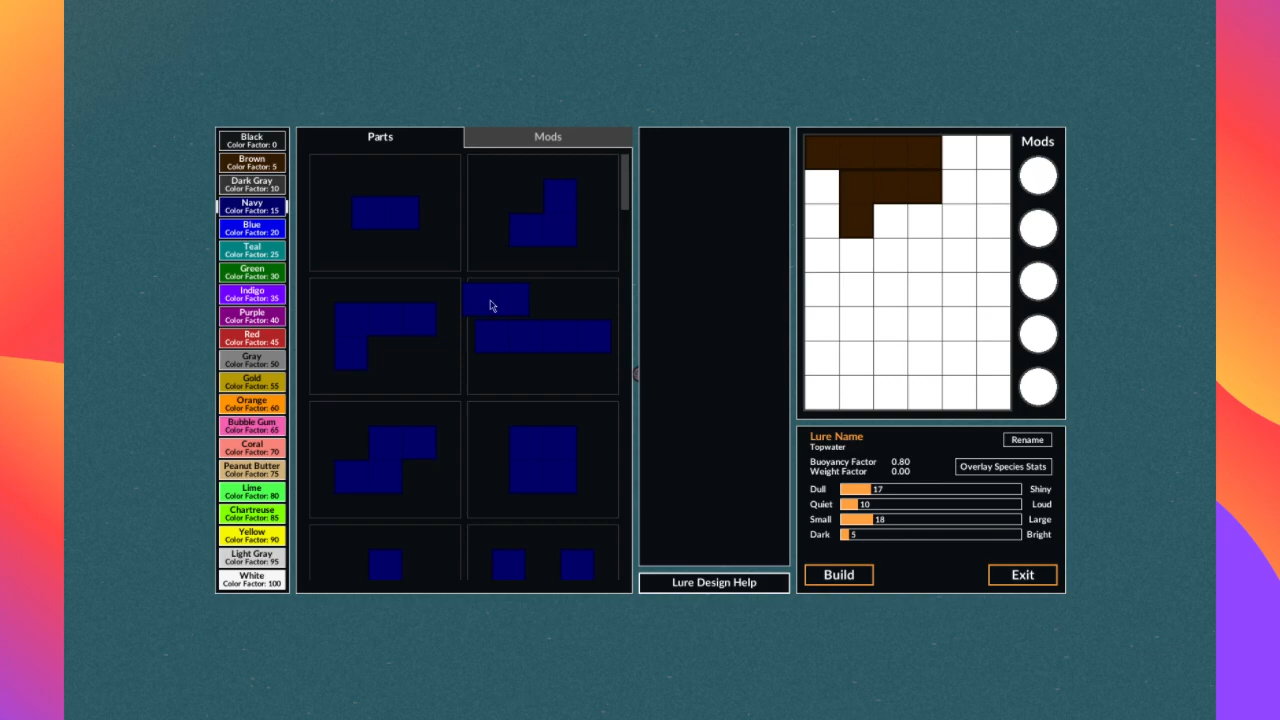 Black
Color Factor: 0
Brown
Color Factor: 5
Dark Gray
Color Factor: 10
Navy
Color Factor: 15
Blue
Color Factor: 20
Teal
Color Factor: 25
Green
Color Factor: 30
Indigo
Color Factor: 35
Purple
Color Factor: 40
Red
Color Factor: 45
Gray
Color Factor: 50
Gold
Color Factor: 55
Orange
Color Factor: 60
Bubble Gum
Color Factor: 65
Coral
Color Factor: 70
Peanut Butter
Color Factor: 75
Lime
Color Factor: 80
Chartreuse
Color Factor: 85
Yellow
Color Factor: 90
Light Gray
Color Factor: 95
White
Color Factor: 100
Parts
Mods
Lure Design Help
Mods
Lure Name
Rename
Topwater
Buoyancy Factor 0.80
Weight Factor 0.00
Overlay Species Stats
Dull 17 Shiny
Quiet 10 Loud
Small 18 Large
Dark 5 Bright
Build
Exit